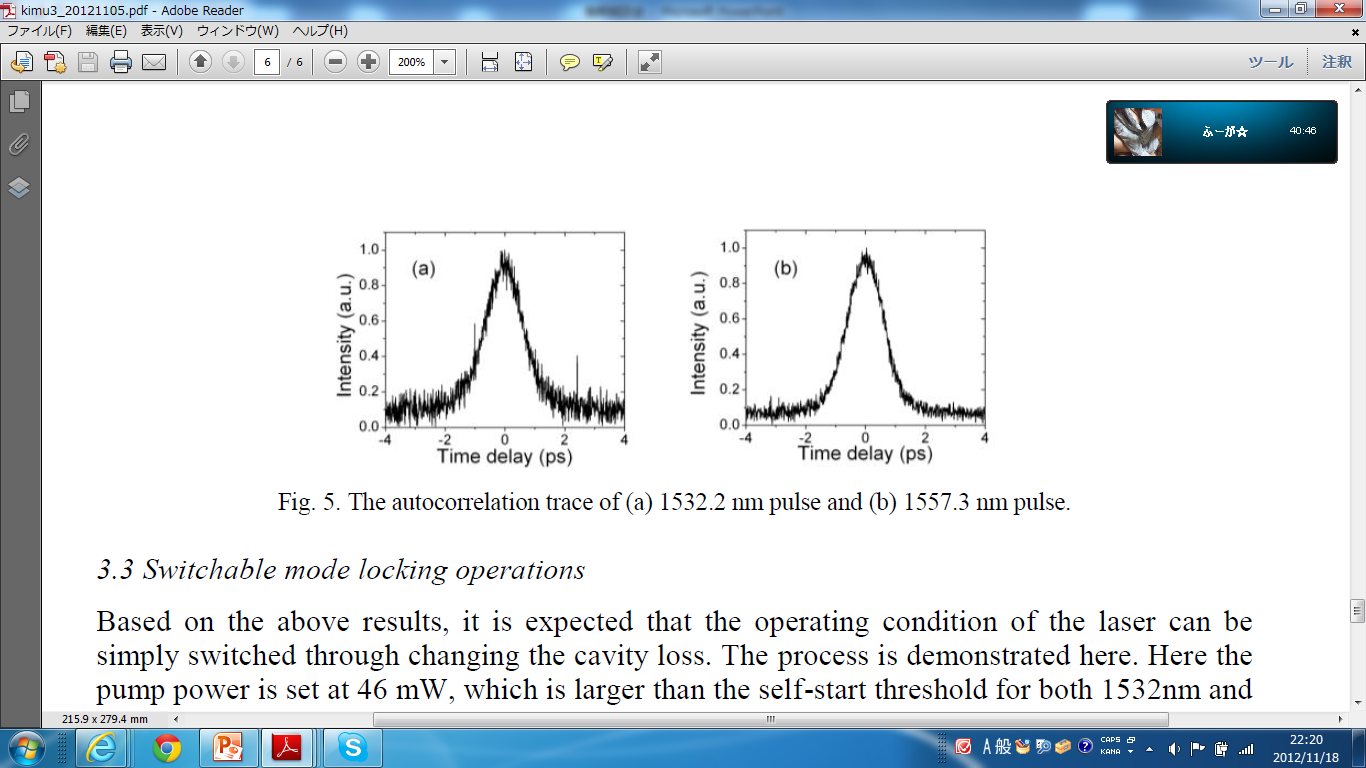 kimu3_20121105.pdf - Adobe Reader
ファイル(F) 編集(E) 表示(V) ウィンドウ(W) ヘルプ(H)
6 / 6 200% ツール 注釈
ふーが☆ 40:46
(a)
Intensity (a.u.)
1.0
0.8
0.6
0.4
0.2
0.0
-4 -2 0 2 4
Time delay (ps)
(b)
Intensity (a.u.)
1.0
0.8
0.6
0.4
0.2
0.0
-4 -2 0 2 4
Time delay (ps)
Fig. 5. The autocorrelation trace of (a) 1532.2 nm pulse and (b) 1557.3 nm pulse.
3.3 Switchable mode locking operations
Based on the above results, it is expected that the operating condition of the laser can be
simply switched through changing the cavity loss. The process is demonstrated here. Here the
pump power is set at 46 mW, which is larger than the self-start threshold for both 1532nm and
215.9 x 279.4 mm
A 般 CAPS KANA 22:20
2012/11/18